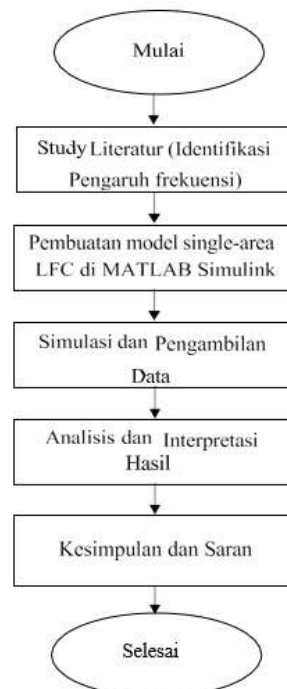 Mulai
Study Literatur (Identifikasi
Pengaruh frekuensi)
Pembuatan model single-area
LFC di MATLAB Simulink
Simulasi dan Pengambilan
Data
Analisis dan Interpretasi
Hasil
Kesimpulan dan Saran
Selesai